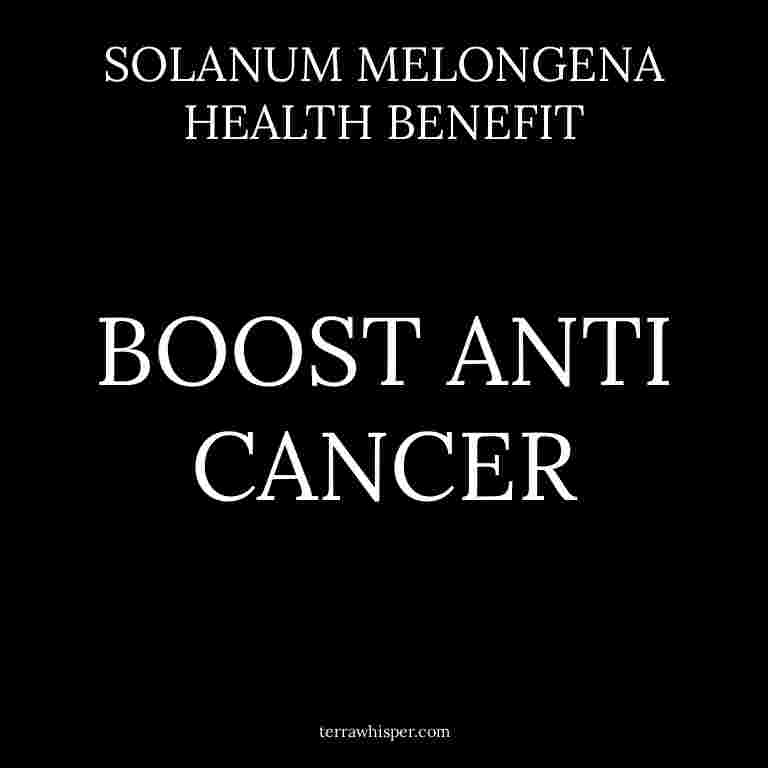 SOLANUM MELONGENA
HEALTH BENEFIT
BOOST ANTI
CANCER
terrawhisper.com